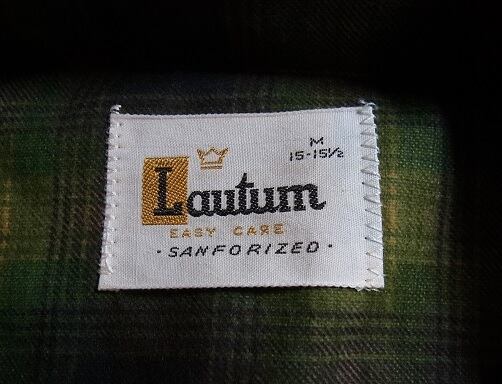 M
15-15½
Lautum
EASY CARE
· SANFORIZED ·